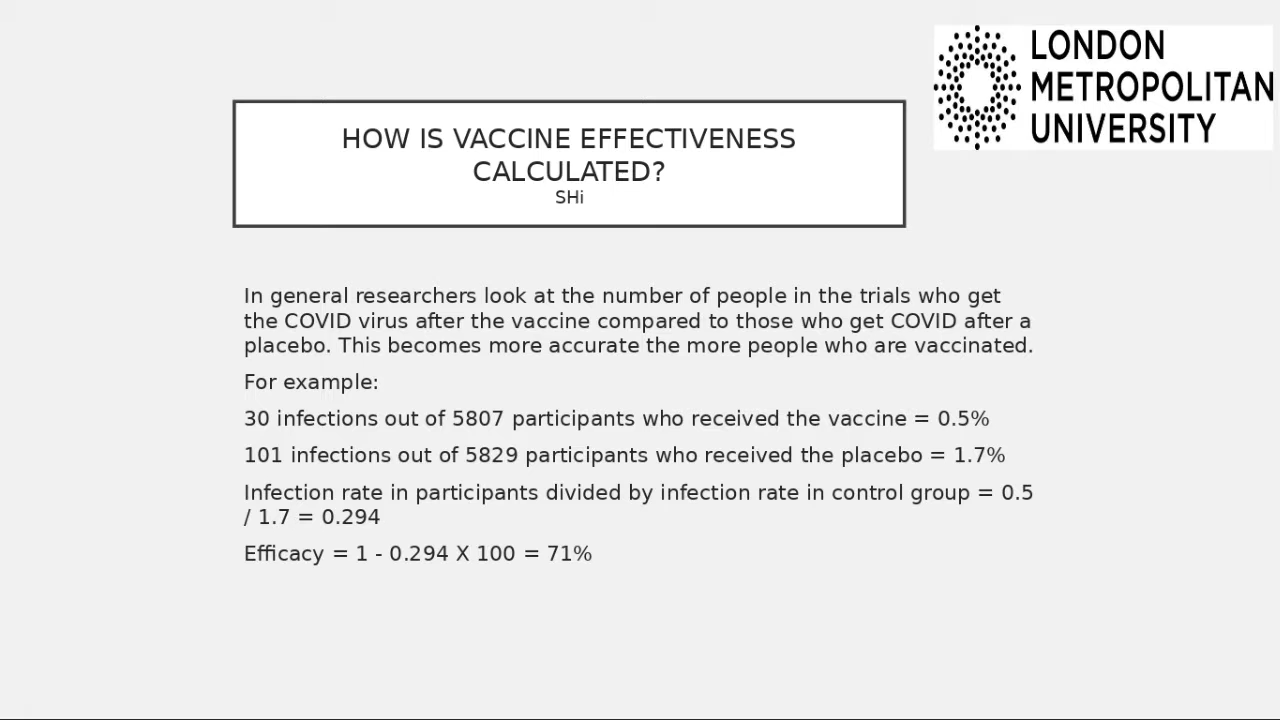 LONDON
METROPOLITAN
UNIVERSITY
HOW IS VACCINE EFFECTIVENESS
CALCULATED?
SHi
In general researchers look at the number of people in the trials who get
the COVID virus after the vaccine compared to those who get COVID after a
placebo. This becomes more accurate the more people who are vaccinated.
For example:
30 infections out of 5807 participants who received the vaccine = 0.5%
101 infections out of 5829 participants who received the placebo = 1.7%
Infection rate in participants divided by infection rate in control group = 0.5
/ 1.7 = 0.294
Efficacy = 1 - 0.294 X 100 = 71%